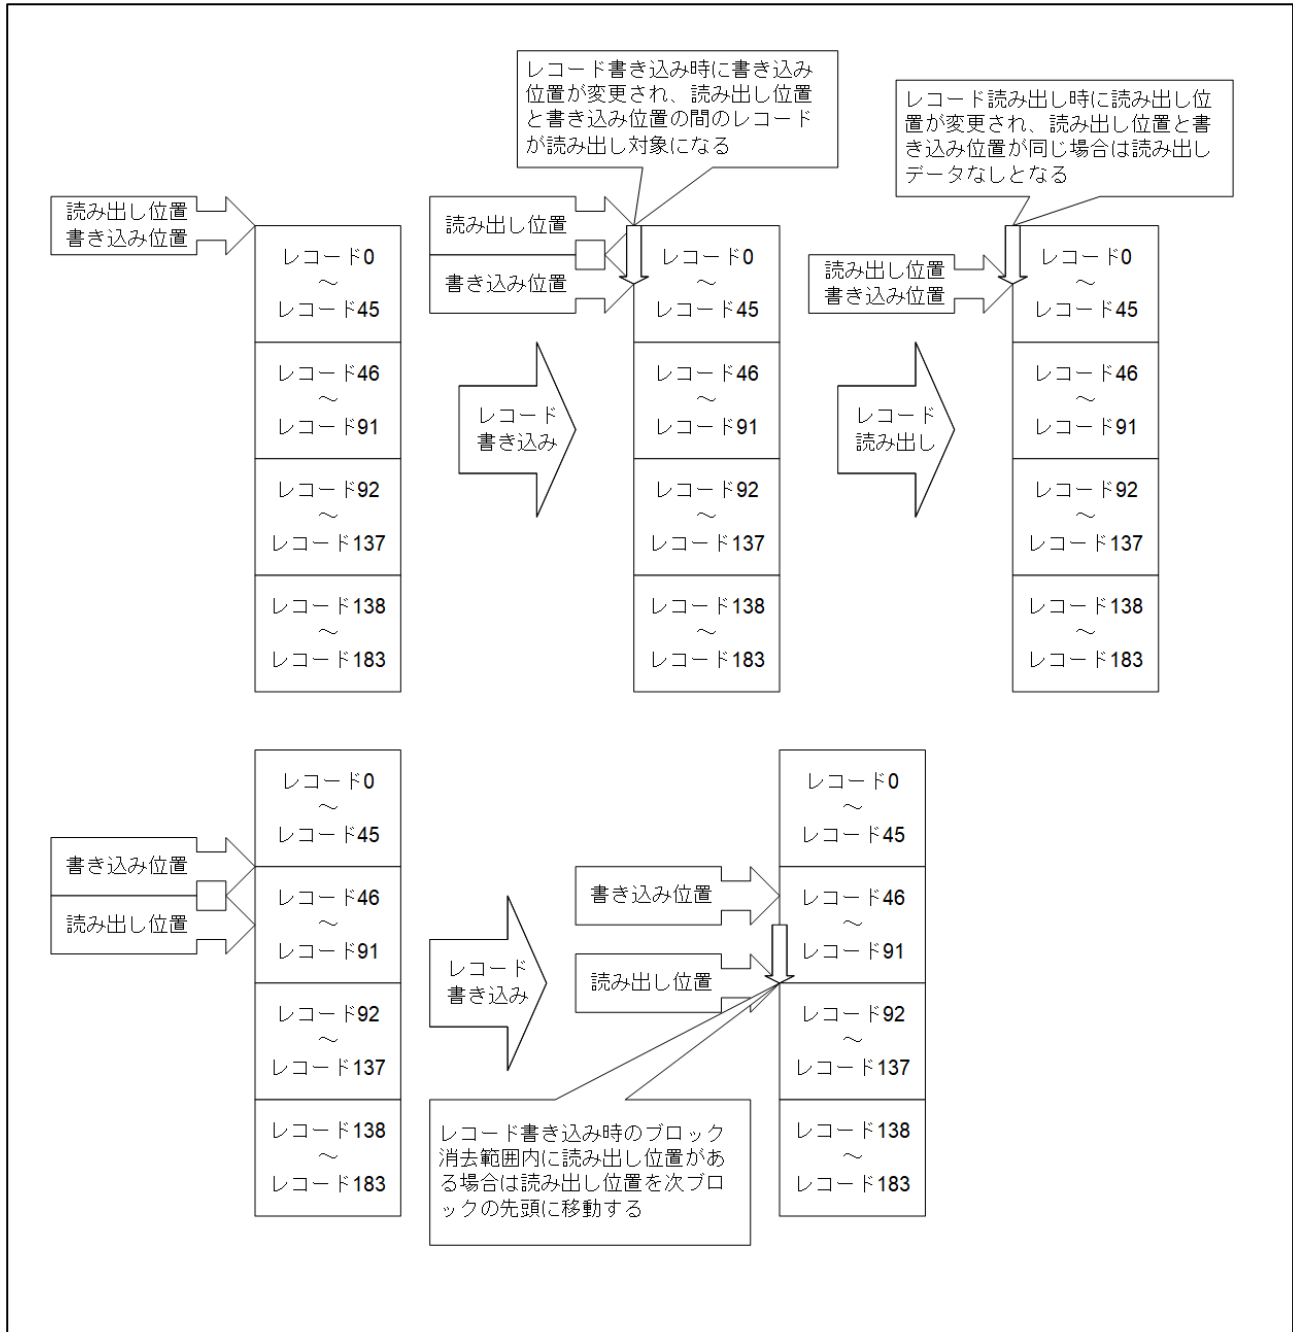 レコード書き込み時に書き込み
位置が変更され、読み出し位置
と書き込み位置の間のレコード
が読み出し対象になる
レコード読み出し時に読み出し位
置が変更され、読み出し位置と書
き込み位置が同じ場合は読み出し
データなしとなる
読み出し位置
書き込み位置
レコード0
～
レコード45
レコード46
～
レコード91
レコード92
～
レコード137
レコード138
～
レコード183
レコード
書き込み
読み出し位置
書き込み位置
レコード0
～
レコード45
レコード46
～
レコード91
レコード92
～
レコード137
レコード138
～
レコード183
レコード
読み出し
読み出し位置
書き込み位置
レコード0
～
レコード45
レコード46
～
レコード91
レコード92
～
レコード137
レコード138
～
レコード183
書き込み位置
読み出し位置
レコード0
～
レコード45
レコード46
～
レコード91
レコード92
～
レコード137
レコード138
～
レコード183
レコード
書き込み
書き込み位置
読み出し位置
レコード0
～
レコード45
レコード46
～
レコード91
レコード92
～
レコード137
レコード138
～
レコード183
レコード書き込み時のブロック
消去範囲内に読み出し位置があ
る場合は読み出し位置を次ブロ
ックの先頭に移動する